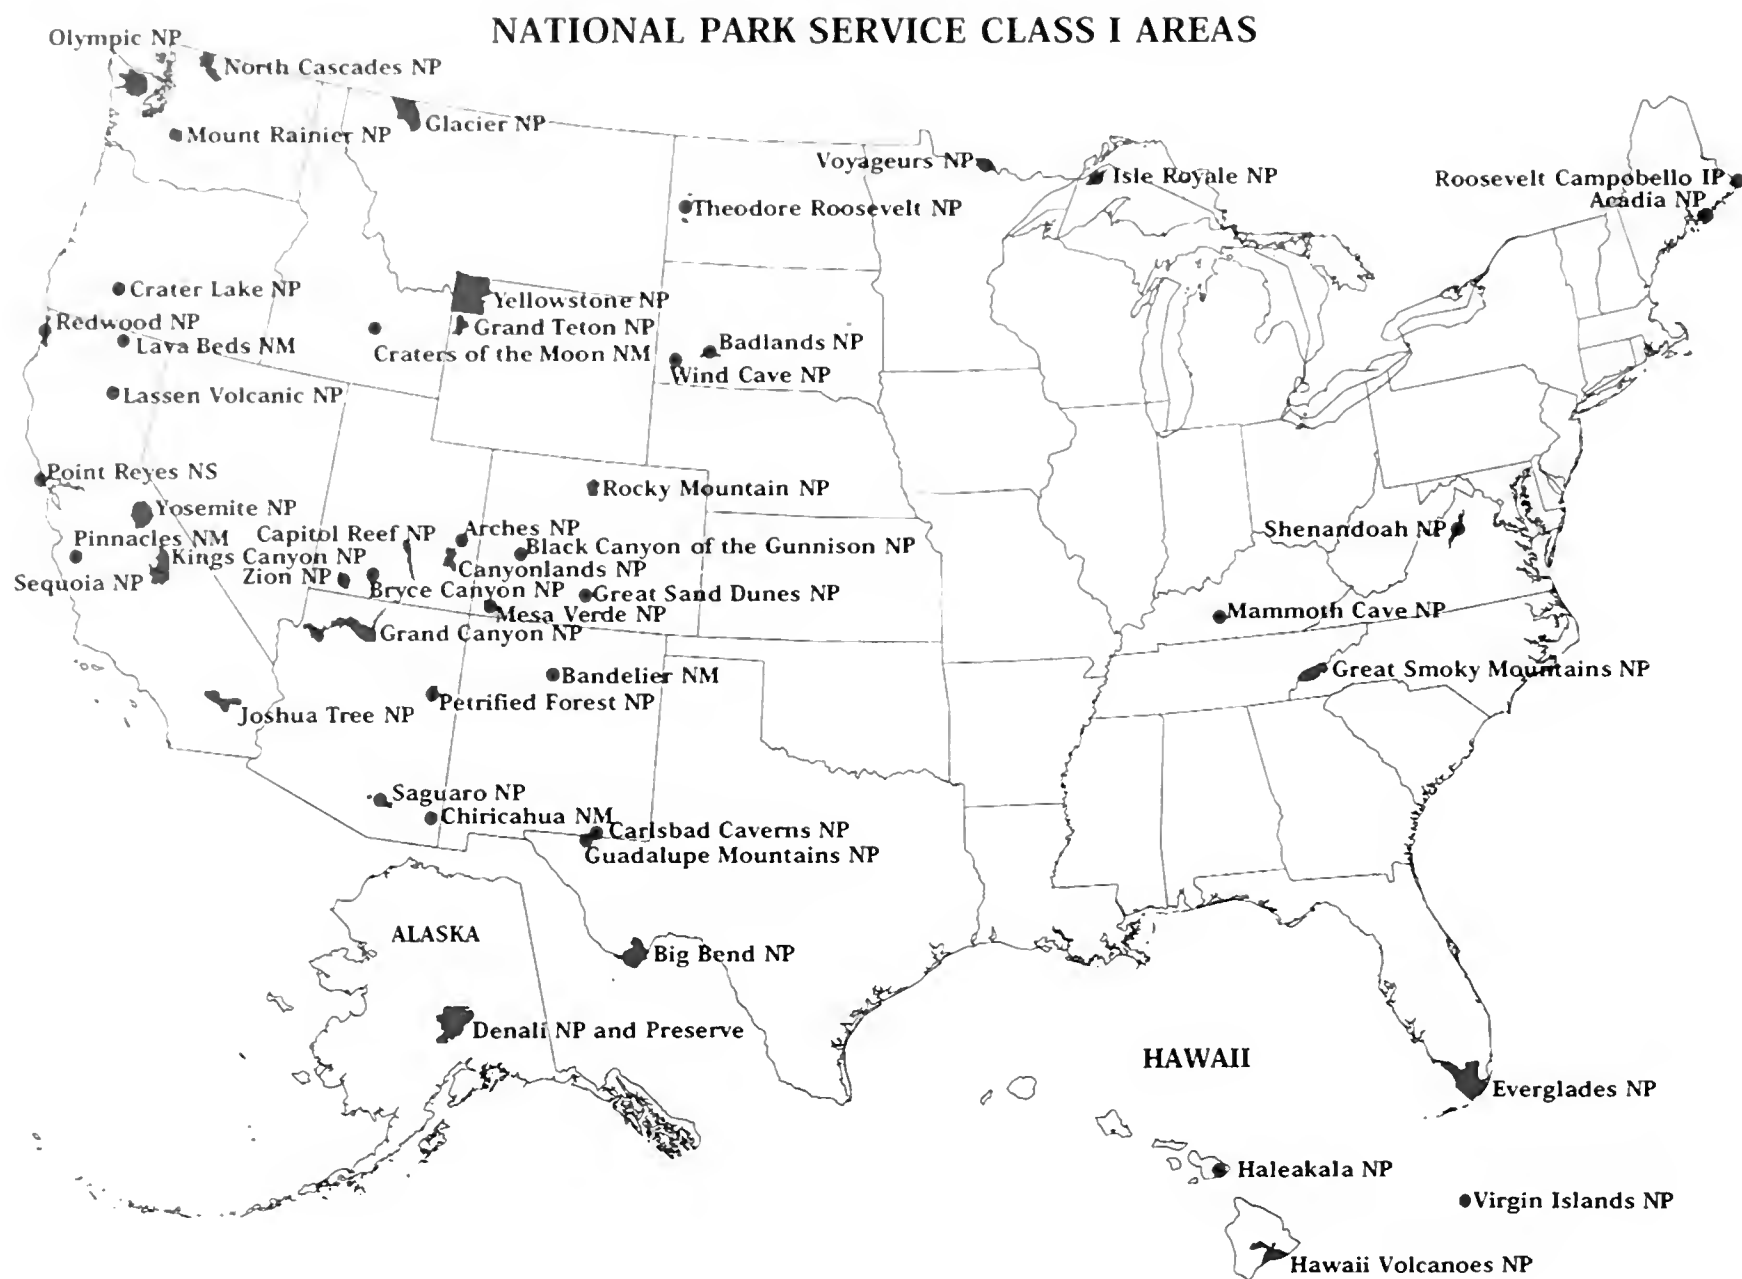 NATIONAL PARK SERVICE CLASS I AREAS
Olympic NP
North Cascades NP
Mount Rainier NP
Glacier NP
Voyageurs NP
Isle Royale NP
Roosevelt Campobello IP
Acadia NP
Theodore Roosevelt NP
Crater Lake NP
Yellowstone NP
Redwood NP
Grand Teton NP
Lava Beds NM
Craters of the Moon NM
Badlands NP
Wind Cave NP
Lassen Volcanic NP
Point Reyes NS
Rocky Mountain NP
Yosemite NP
Pinnacles NM
Capitol Reef NP
Arches NP
Shenandoah NP
Kings Canyon NP
Black Canyon of the Gunnison NP
Sequoia NP
Zion NP
Canyonlands NP
Bryce Canyon NP
Great Sand Dunes NP
Mesa Verde NP
Mammoth Cave NP
Grand Canyon NP
Bandelier NM
Great Smoky Mountains NP
Joshua Tree NP
Petrified Forest NP
Saguaro NP
Chiricahua NM
Carlsbad Caverns NP
Guadalupe Mountains NP
ALASKA
Big Bend NP
Denali NP and Preserve
HAWAII
Everglades NP
Haleakala NP
Virgin Islands NP
Hawaii Volcanoes NP